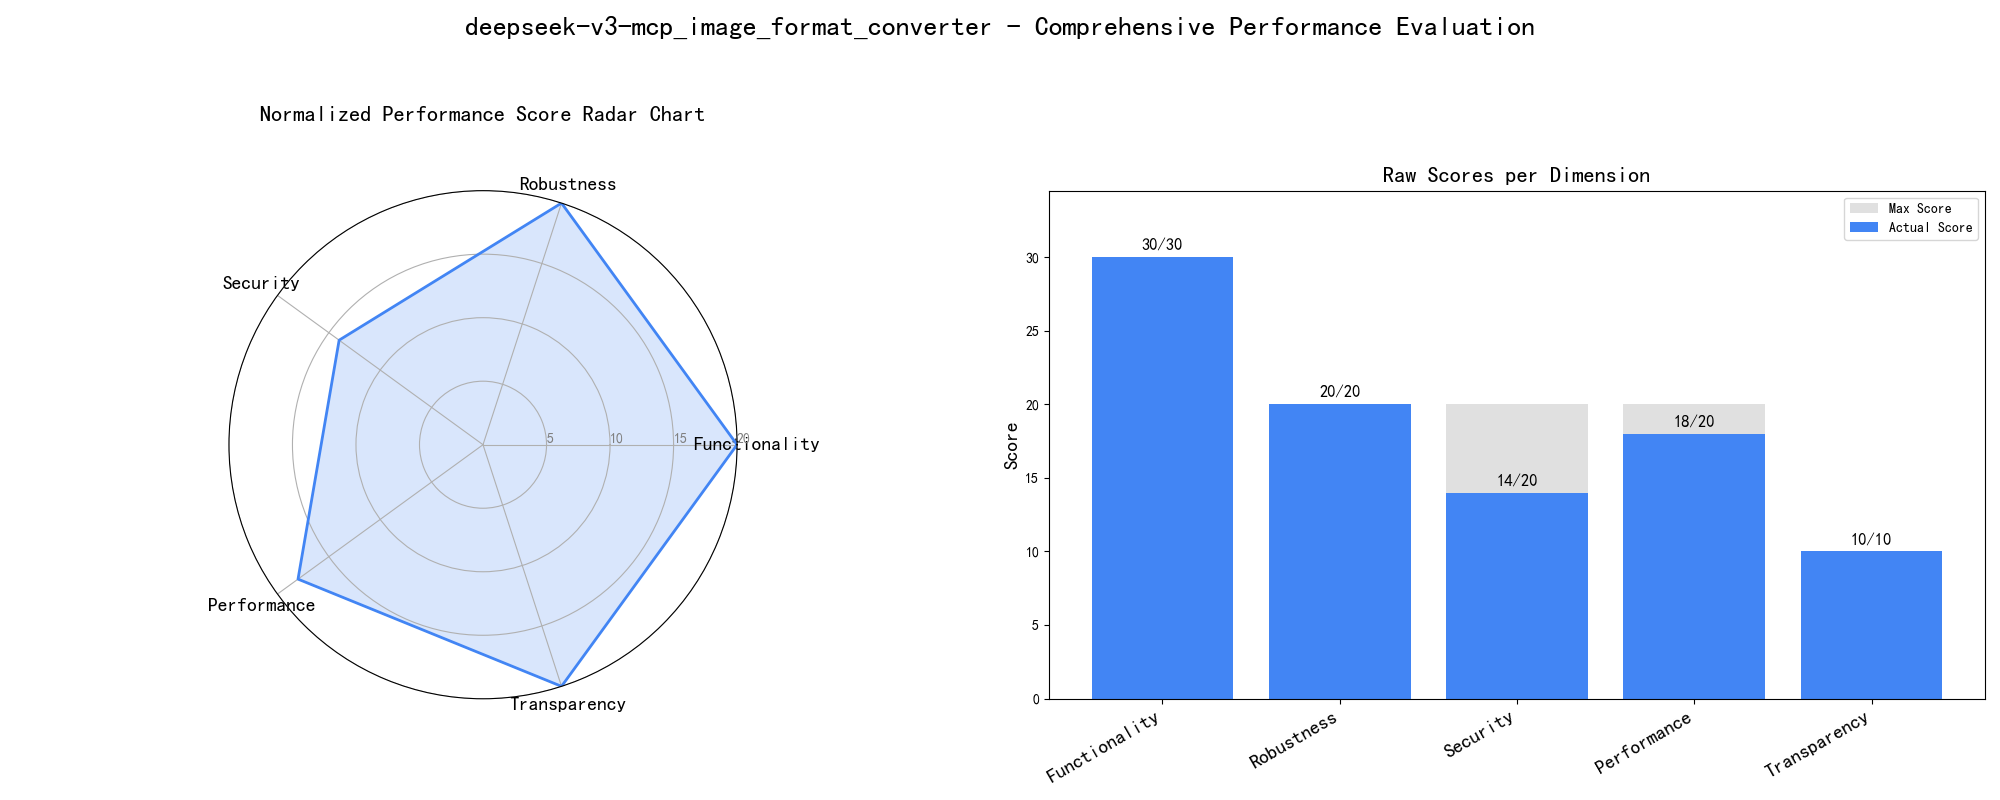 deepseek-v3-mcp_image_format_converter - Comprehensive Performance Evaluation
Normalized Performance Score Radar Chart
Robustness
Security
Functionality
5
10
15
20
Performance
Transparency
Raw Scores per Dimension
Max Score
Actual Score
Score
30
25
20
15
10
5
0
30/30
20/20
14/20
18/20
10/10
Functionality
Robustness
Security
Performance
Transparency